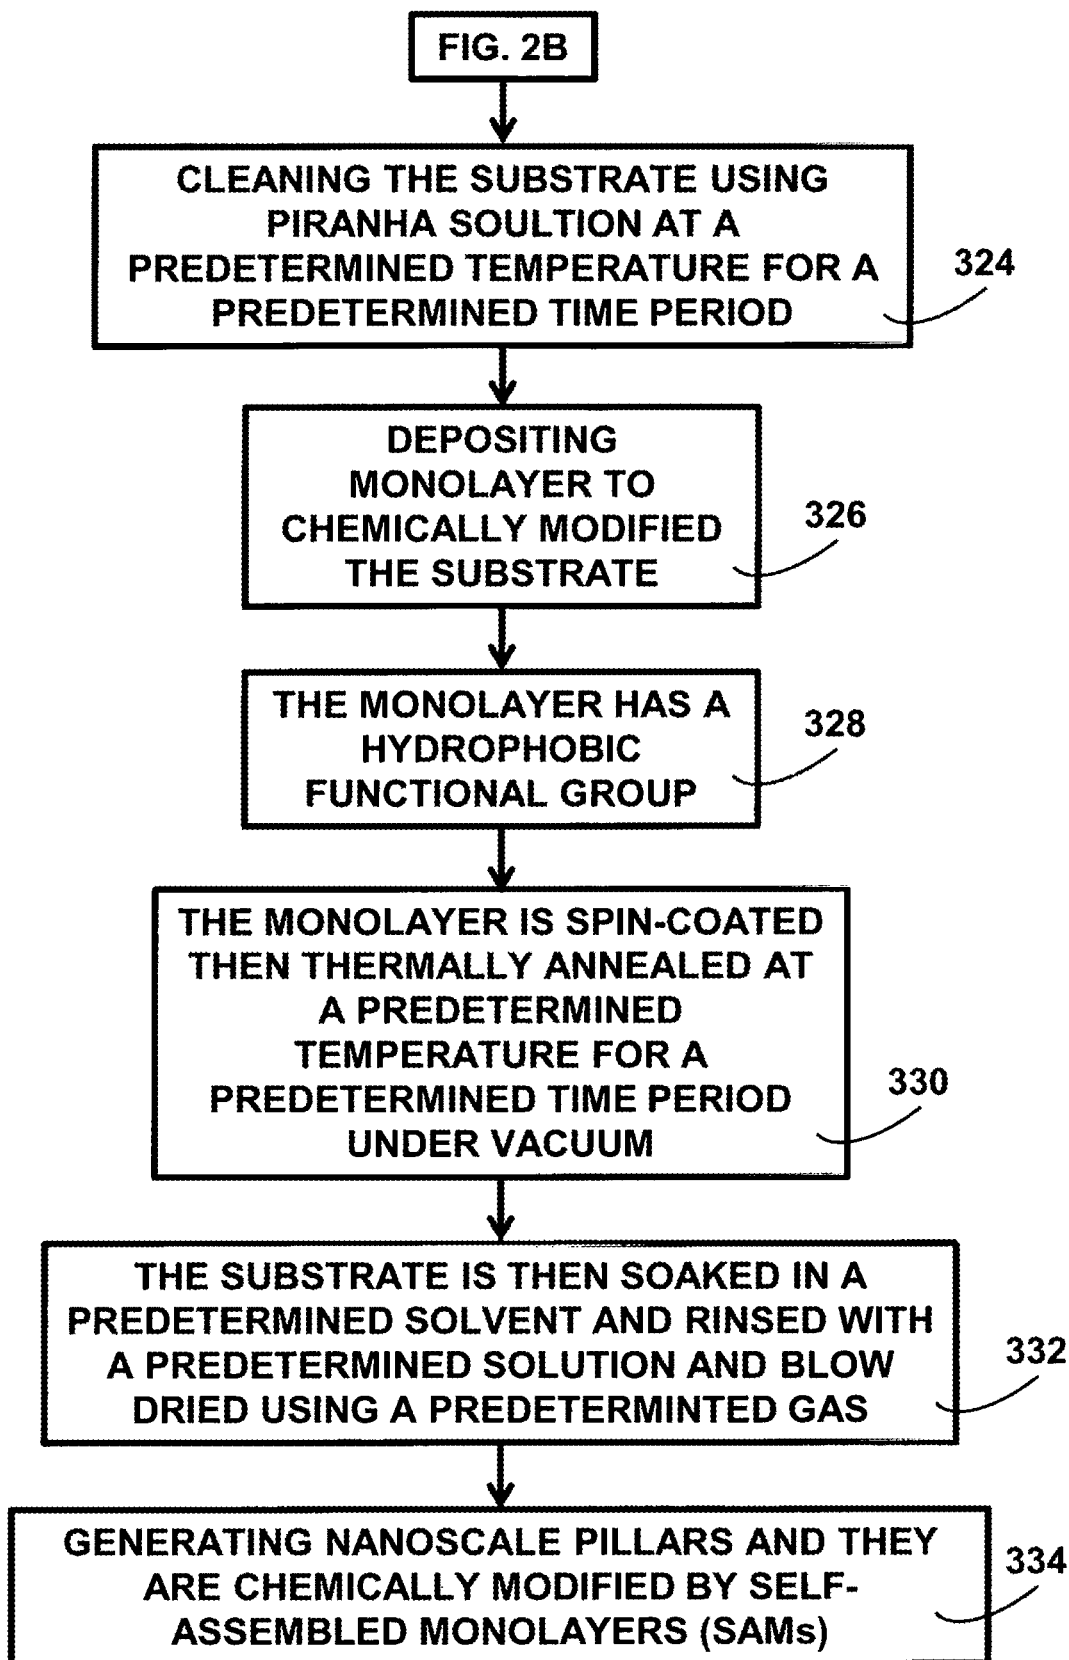 FIG. 2B
CLEANING THE SUBSTRATE USING
PIRANHA SOULTION AT A
PREDETERMINED TEMPERATURE FOR A
PREDETERMINED TIME PERIOD
324
DEPOSITING
MONOLAYER TO
CHEMICALLY MODIFIED
THE SUBSTRATE
326
THE MONOLAYER HAS A
HYDROPHOBIC
FUNCTIONAL GROUP
328
THE MONOLAYER IS SPIN-COATED
THEN THERMALLY ANNEALED AT
A PREDETERMINED
TEMPERATURE FOR A
PREDETERMINED TIME PERIOD
UNDER VACUUM
330
THE SUBSTRATE IS THEN SOAKED IN A
PREDETERMINED SOLVENT AND RINSED WITH
A PREDETERMINED SOLUTION AND BLOW
DRIED USING A PREDETERMINTED GAS
332
GENERATING NANOSCALE PILLARS AND THEY
ARE CHEMICALLY MODIFIED BY SELF-
ASSEMBLED MONOLAYERS (SAMs)
334